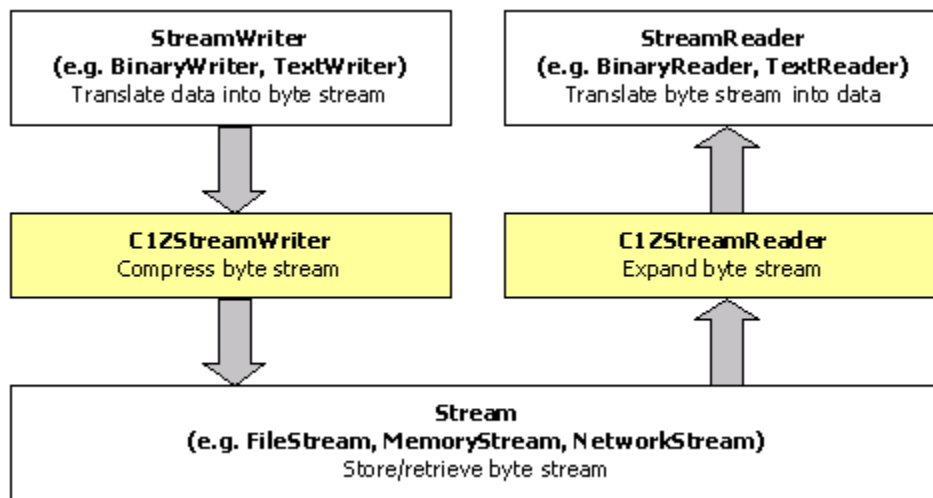 StreamWriter
(e.g. BinaryWriter, TextWriter)
Translate data into byte stream
StreamReader
(e.g. BinaryReader, TextReader)
Translate byte stream into data
C1ZStreamWriter
Compress byte stream
C1ZStreamReader
Expand byte stream
Stream
(e.g. FileStream, MemoryStream, NetworkStream)
Store/retrieve byte stream